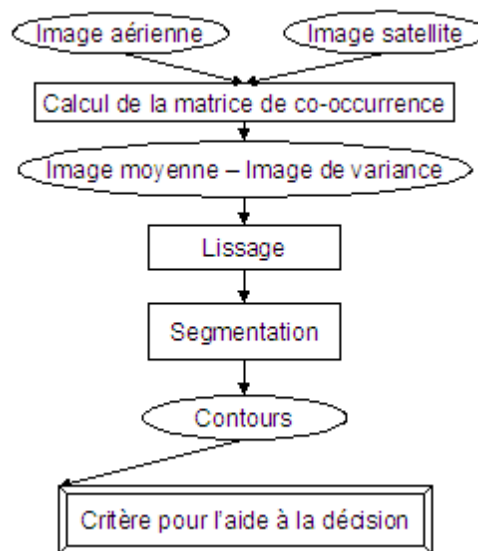 Image aérienne
Image satellite
Calcul de la matrice de co-occurrence
Image moyenne – Image de variance
Lissage
Segmentation
Contours
Critère pour l'aide à la décision